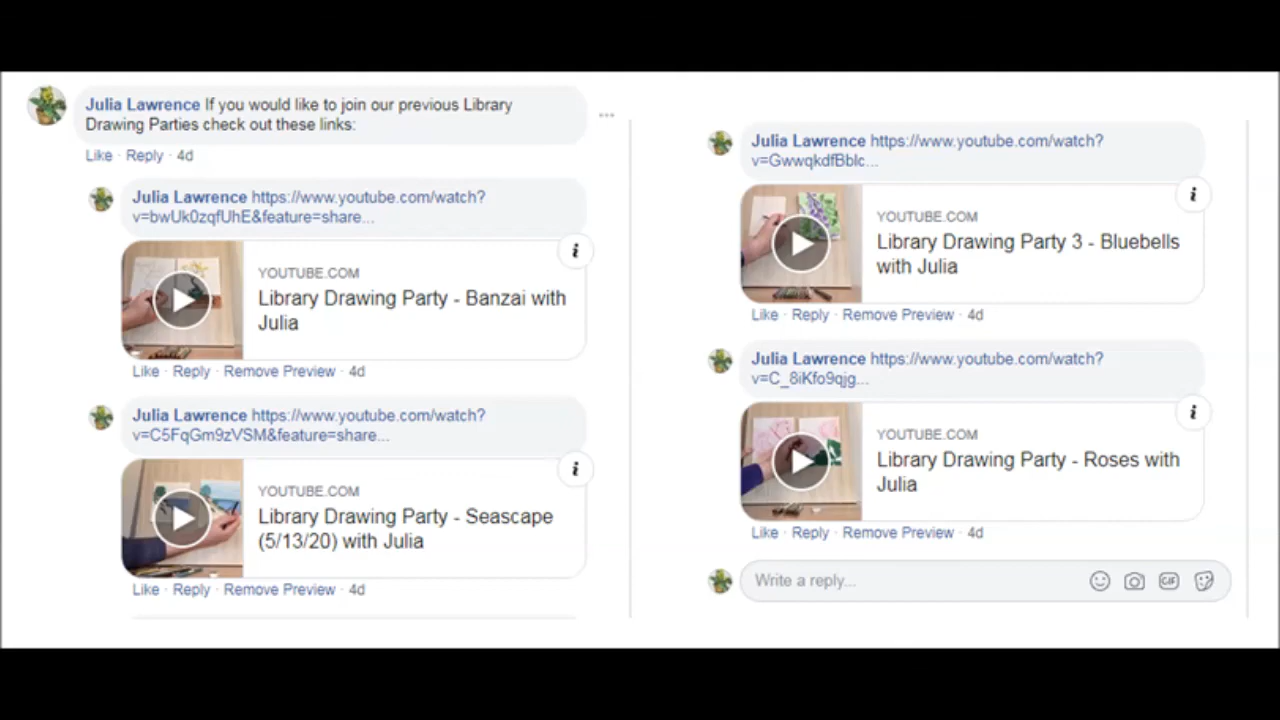 Julia Lawrence If you would like to join our previous Library
Drawing Parties check out these links:
Like · Reply · 4d
Julia Lawrence https://www.youtube.com/watch?
v=bwUk0zqfUhE&feature=share...
YOUTUBE.COM
Library Drawing Party - Banzai with
Julia
Like · Reply · Remove Preview · 4d
Julia Lawrence https://www.youtube.com/watch?
v=C5FqGm9zVSM&feature=share...
YOUTUBE.COM
Library Drawing Party - Seascape
(5/13/20) with Julia
Like · Reply · Remove Preview · 4d
Julia Lawrence https://www.youtube.com/watch?
v=GwwqkdfBblc...
YOUTUBE.COM
Library Drawing Party 3 - Bluebells
with Julia
Like · Reply · Remove Preview · 4d
Julia Lawrence https://www.youtube.com/watch?
v=C_8iKfo9qjg...
YOUTUBE.COM
Library Drawing Party - Roses with
Julia
Like · Reply · Remove Preview · 4d
Write a reply...
GIF